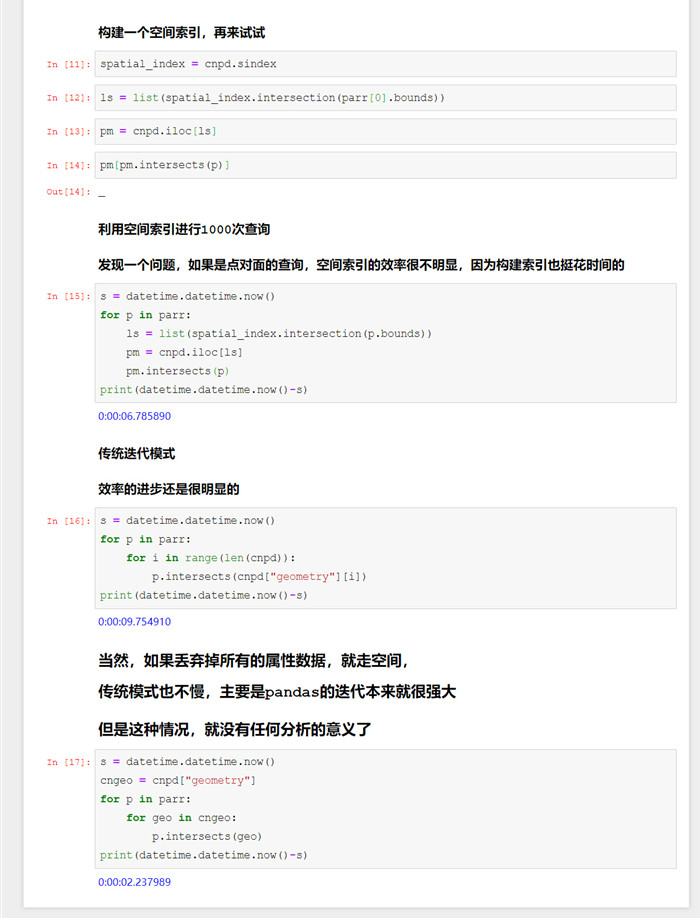 构建一个空间索引，再来试试
In [11]: spatial_index = cnpd.sindex
In [12]: ls = list(spatial_index.intersection(parr[0].bounds))
In [13]: pm = cnpd.iloc[ls]
In [14]: pm[pm.intersects(p)]
Out[14]: _
利用空间索引进行1000次查询
发现一个问题，如果是点对面的查询，空间索引的效率很不明显，因为构建索引也挺花时间的
In [15]: s = datetime.datetime.now()
for p in parr:
    ls = list(spatial_index.intersection(p.bounds))
    pm = cnpd.iloc[ls]
    pm.intersects(p)
print(datetime.datetime.now()-s)
0:00:06.785890
传统迭代模式
效率的进步还是很明显的
In [16]: s = datetime.datetime.now()
for p in parr:
    for i in range(len(cnpd)):
        p.intersects(cnpd["geometry"][i])
print(datetime.datetime.now()-s)
0:00:09.754910
当然，如果丢弃掉所有的属性数据，就走空间，
传统模式也不慢，主要是pandas的迭代本来就很强大
但是这种情况，就没有任何分析的意义了
In [17]: s = datetime.datetime.now()
cngeo = cnpd["geometry"]
for p in parr:
    for geo in cngeo:
        p.intersects(geo)
print(datetime.datetime.now()-s)
0:00:02.237989